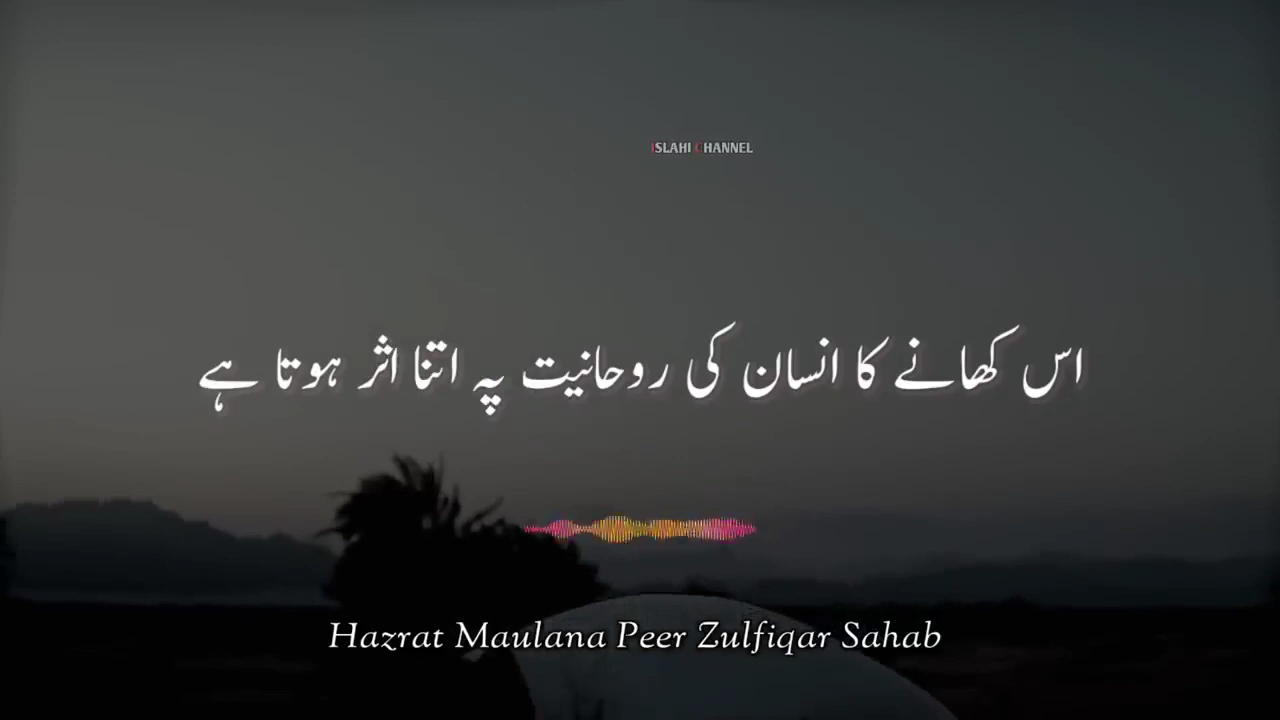 ISLAHI CHANNEL
اس کھانے کا انسان کی روحانیت پہ اتنا اثر ہوتا ہے
Hazrat Maulana Peer Zulfiqar Sahab